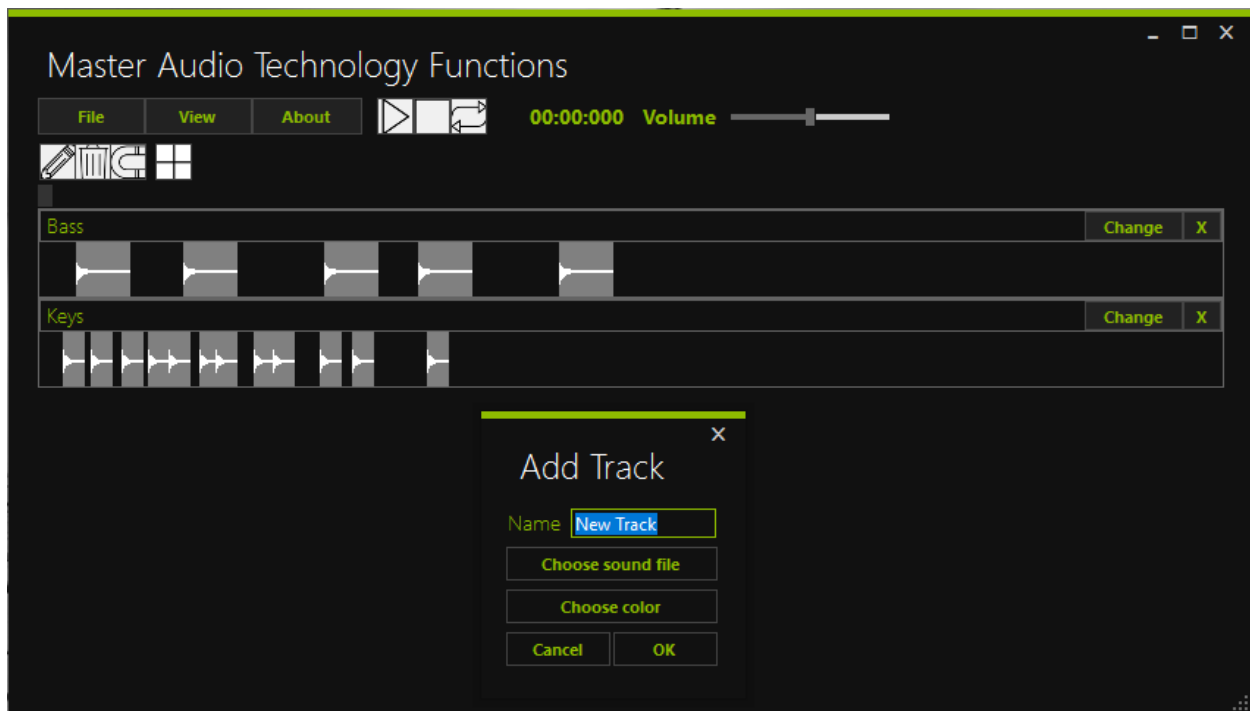 Master Audio Technology Functions
File View About 00:00:000 Volume
Bass Change X
Keys Change X
Add Track
Name New Track
Choose sound file
Choose color
Cancel OK